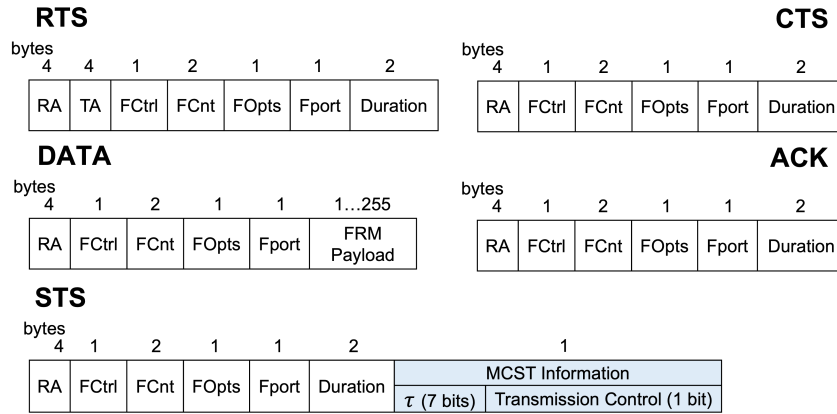 RTS
bytes
4 4 1 2 1 1 2
RA TA FCtrl FCnt FOpts Fport Duration
CTS
bytes
4 1 2 1 1 2
RA FCtrl FCnt FOpts Fport Duration
DATA
bytes
4 1 2 1 1 1...255
RA FCtrl FCnt FOpts Fport FRM
Payload
ACK
bytes
4 1 2 1 1 2
RA FCtrl FCnt FOpts Fport Duration
STS
bytes
4 1 2 1 1 2 1
RA FCtrl FCnt FOpts Fport Duration MCST Information
τ (7 bits) Transmission Control (1 bit)